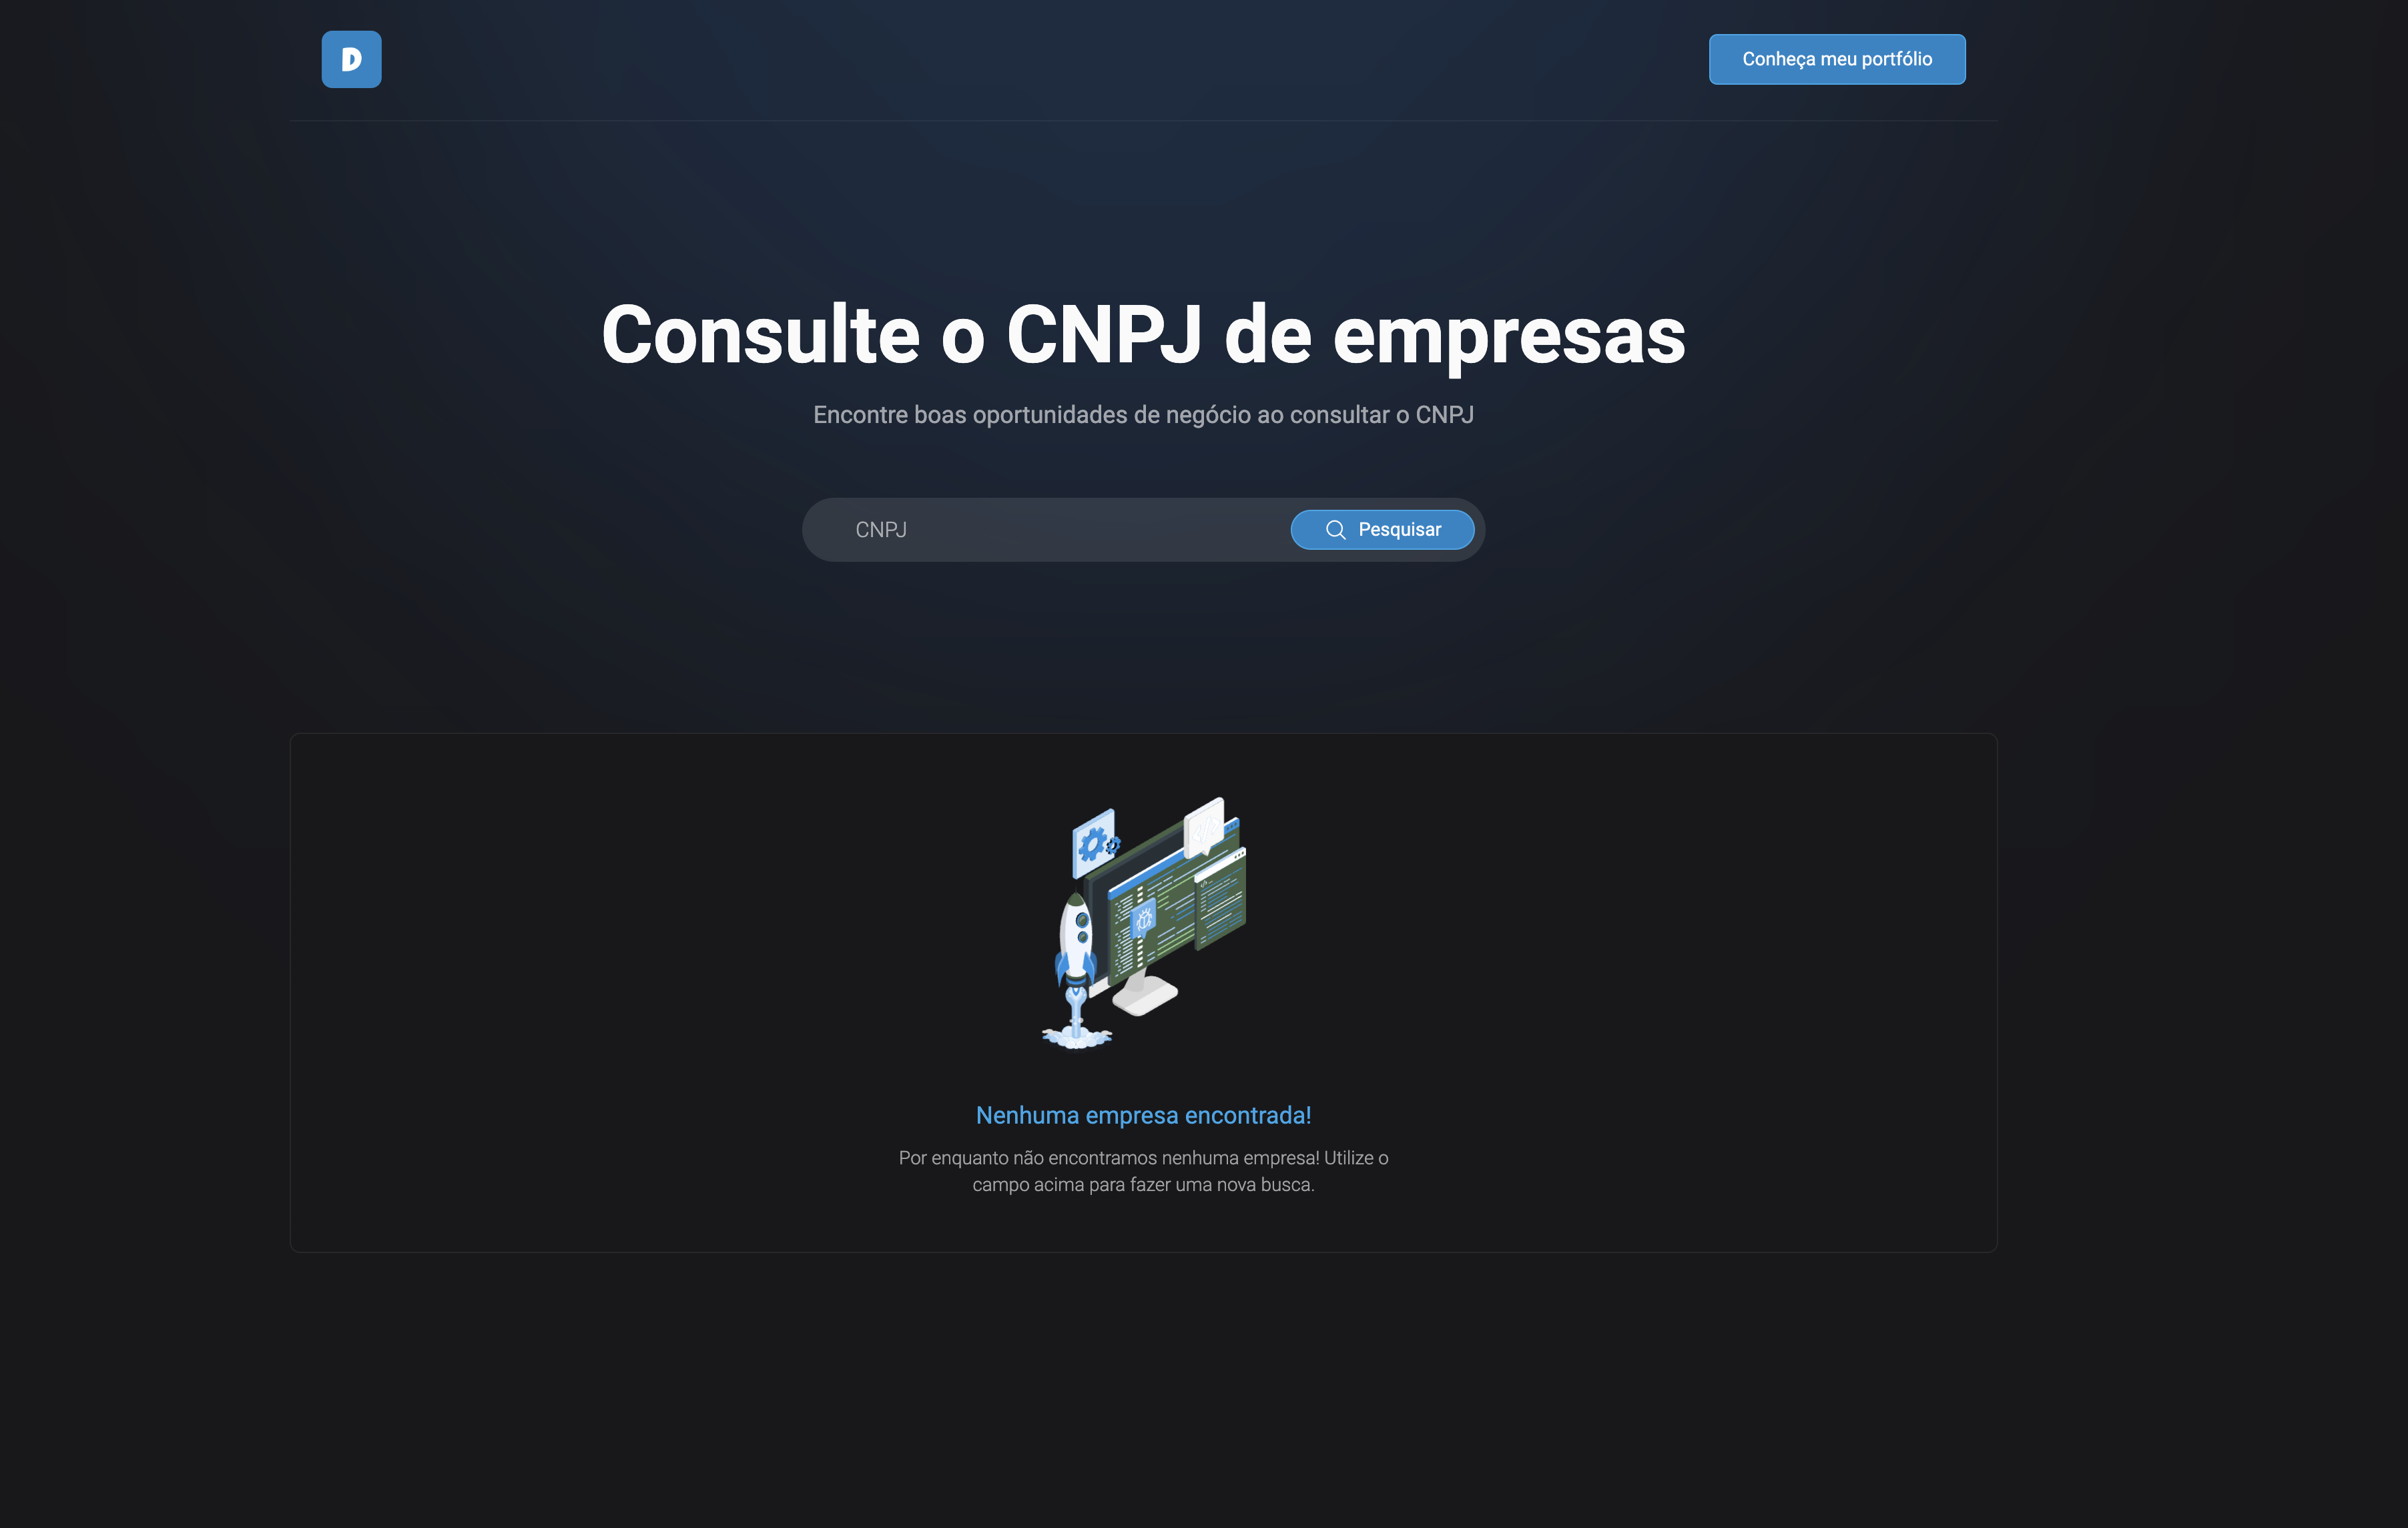 D
Conheça meu portfólio
Consulte o CNPJ de empresas
Encontre boas oportunidades de negócio ao consultar o CNPJ
CNPJ
Pesquisar
Nenhuma empresa encontrada!
Por enquanto não encontramos nenhuma empresa! Utilize o
campo acima para fazer uma nova busca.